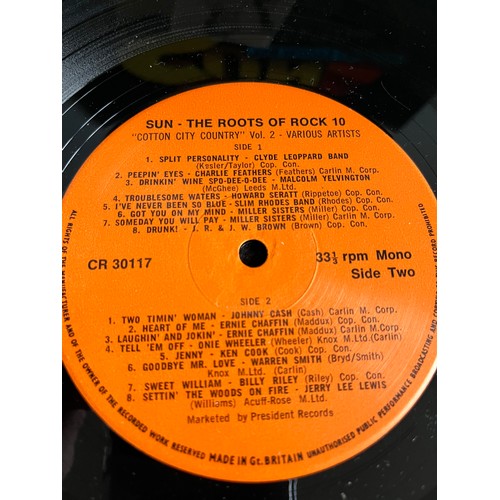 SUN - THE ROOTS OF ROCK 10
"COTTON CITY COUNTRY" Vol. 2 - VARIOUS ARTISTS
SIDE 1
1. SPLIT PERSONALITY - CLYDE LEOPPARD BAND
(Kesler/Taylor) Cop. Con.
2. PEEPIN' EYES - CHARLIE FEATHERS (Feathers) Carlin M. Corp.
3. DRINKIN' WINE SPO-DEE-O-DEE - MALCOLM YELVINGTON
(McGhee) Leeds M.Ltd.
4. TROUBLESOME WATERS - HOWARD SERATT (Rippetoe) Cop. Con.
5. I'VE NEVER BEEN SO BLUE - SLIM RHODES BAND (Rhodes) Cop. Con.
6. GOT YOU ON MY MIND - MILLER SISTERS (Miller) Cop. Con.
7. SOMEDAY YOU WILL PAY - MILLER SISTERS (Miller) Carlin M. Corp.
8. DRUNK! - J. R. & J. W. BROWN (Brown) Cop. Con.
CR 30117
33⅓ rpm Mono
Side Two
SIDE 2
1. TWO TIMIN' WOMAN - JOHNNY CASH (Cash) Carlin M. Corp.
2. HEART OF ME - ERNIE CHAFFIN (Maddux) Cop. Con.
3. LAUGHIN' AND JOKIN' - ERNIE CHAFFIN (Maddux) Carlin M.Corp.
4. TELL 'EM OFF - ONIE WHEELER (Wheeler) Knox M.Ltd.(Carlin)
5. JENNY - KEN COOK (Cook) Cop. Con.
6. GOODBYE MR. LOVE - WARREN SMITH (Bryd/Smith)
Knox M.Ltd. (Carlin)
7. SWEET WILLIAM - BILLY RILEY (Riley) Cop. Con.
8. SETTIN' THE WOODS ON FIRE - JERRY LEE LEWIS
(Williams) Acuff-Rose M.Ltd.
Marketed by President Records
ALL RIGHTS OF THE MANUFACTURER AND OF THE OWNER OF THE RECORDED WORK RESERVED MADE IN Gt. BRITAIN UNAUTHORISED PUBLIC PERFORMANCE BROADCASTING AND COPYING OF THIS RECORD PROHIBITED